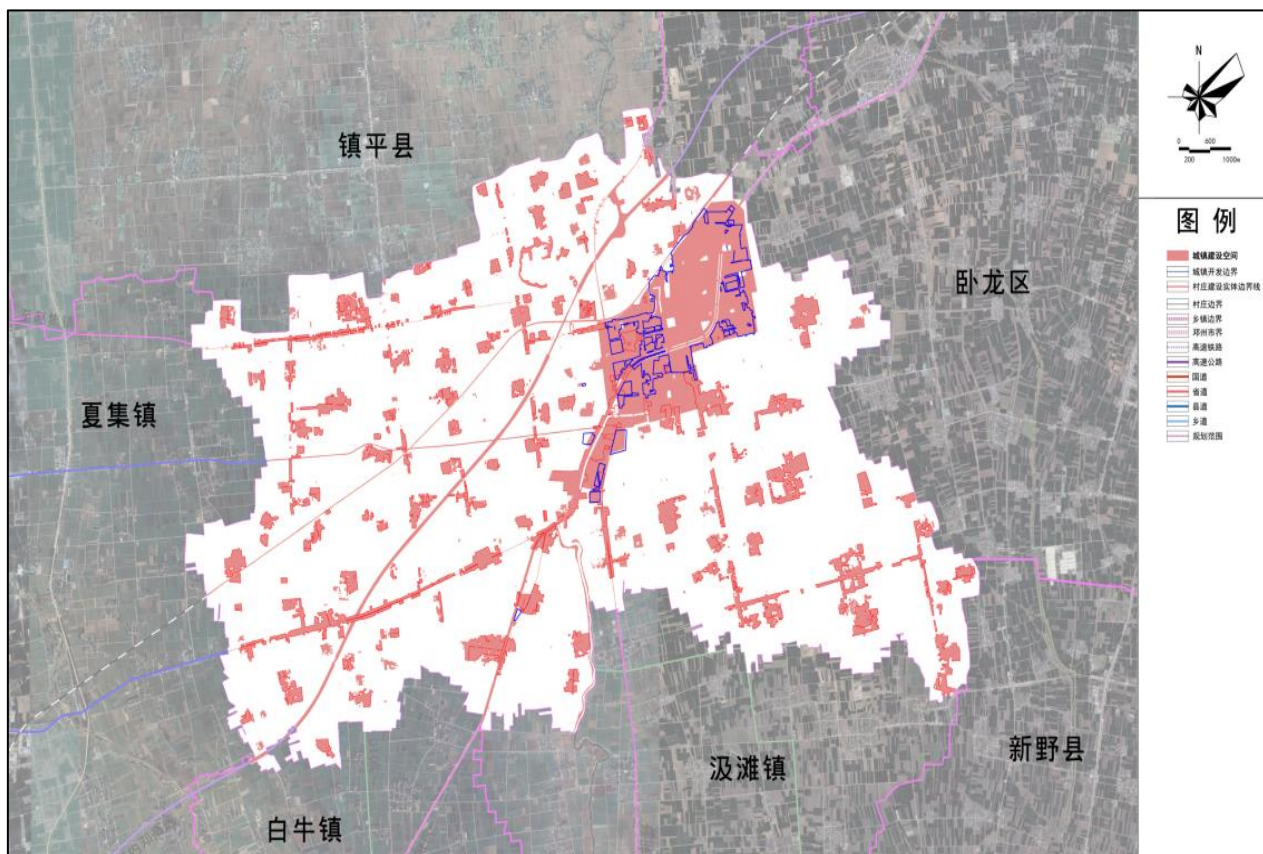 N
0 600
200 1000m
镇平县
卧龙区
夏集镇
新野县
汲滩镇
白牛镇
图例
城镇建设空间
城镇开发边界
村庄建设实体边界线
村庄边界
乡镇边界
邓州市界
高速铁路
高速公路
国道
省道
县道
乡道
规划范围